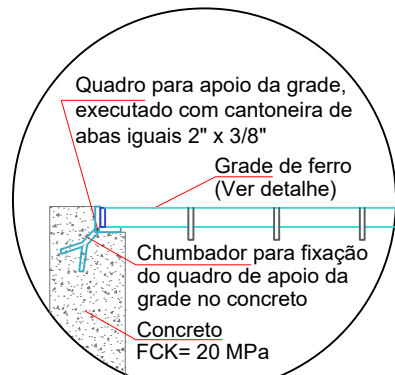 Quadro para apoio da grade,
executado com cantoneira de
abas iguais 2" x 3/8"
Grade de ferro
(Ver detalhe)
Chumbador para fixação
do quadro de apoio da
grade no concreto
Concreto
FCK= 20 MPa